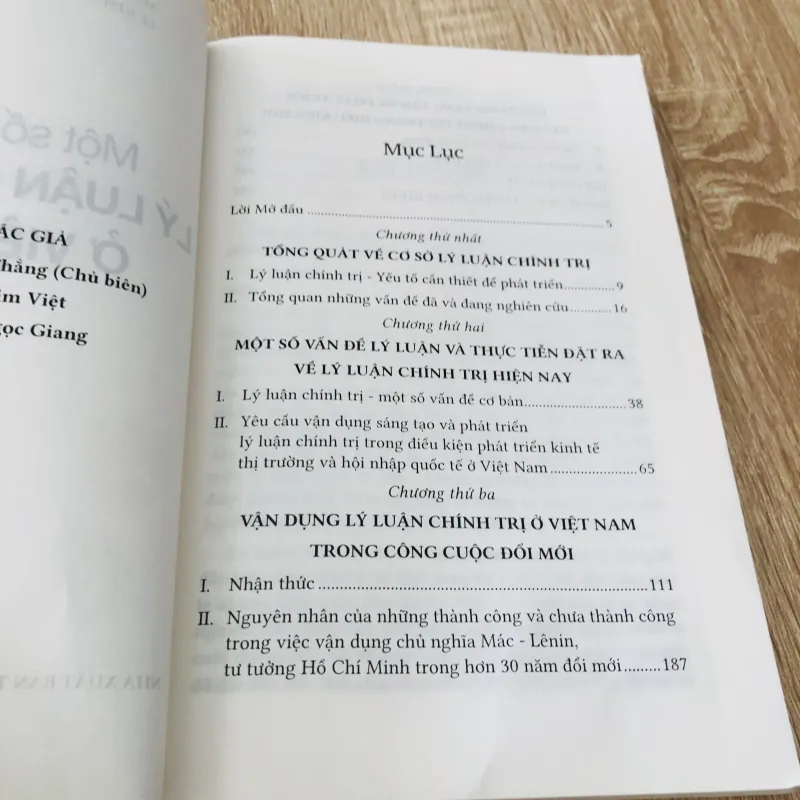 ÁC GIẢ
hắng (Chủ biên)
im Việt
gọc Giang
Mục Lục
Lời Mở đầu ........ 5
Chương thứ nhất
TỔNG QUÁT VỀ CƠ SỞ LÝ LUẬN CHÍNH TRỊ
I. Lý luận chính trị - Yếu tố cần thiết để phát triển........ 9
II. Tổng quan những vấn đề đã và đang nghiên cứu........ 16
Chương thứ hai
MỘT SỐ VẤN ĐỀ LÝ LUẬN VÀ THỰC TIỄN ĐẶT RA
VỀ LÝ LUẬN CHÍNH TRỊ HIỆN NAY
I. Lý luận chính trị - một số vấn đề cơ bản........ 38
II. Yêu cầu vận dụng sáng tạo và phát triển
lý luận chính trị trong điều kiện phát triển kinh tế
thị trường và hội nhập quốc tế ở Việt Nam........ 65
Chương thứ ba
VẬN DỤNG LÝ LUẬN CHÍNH TRỊ Ở VIỆT NAM
TRONG CÔNG CUỘC ĐỔI MỚI
I. Nhận thức........ 111
II. Nguyên nhân của những thành công và chưa thành công
trong việc vận dụng chủ nghĩa Mác - Lênin,
tư tưởng Hồ Chí Minh trong hơn 30 năm đổi mới......... 187